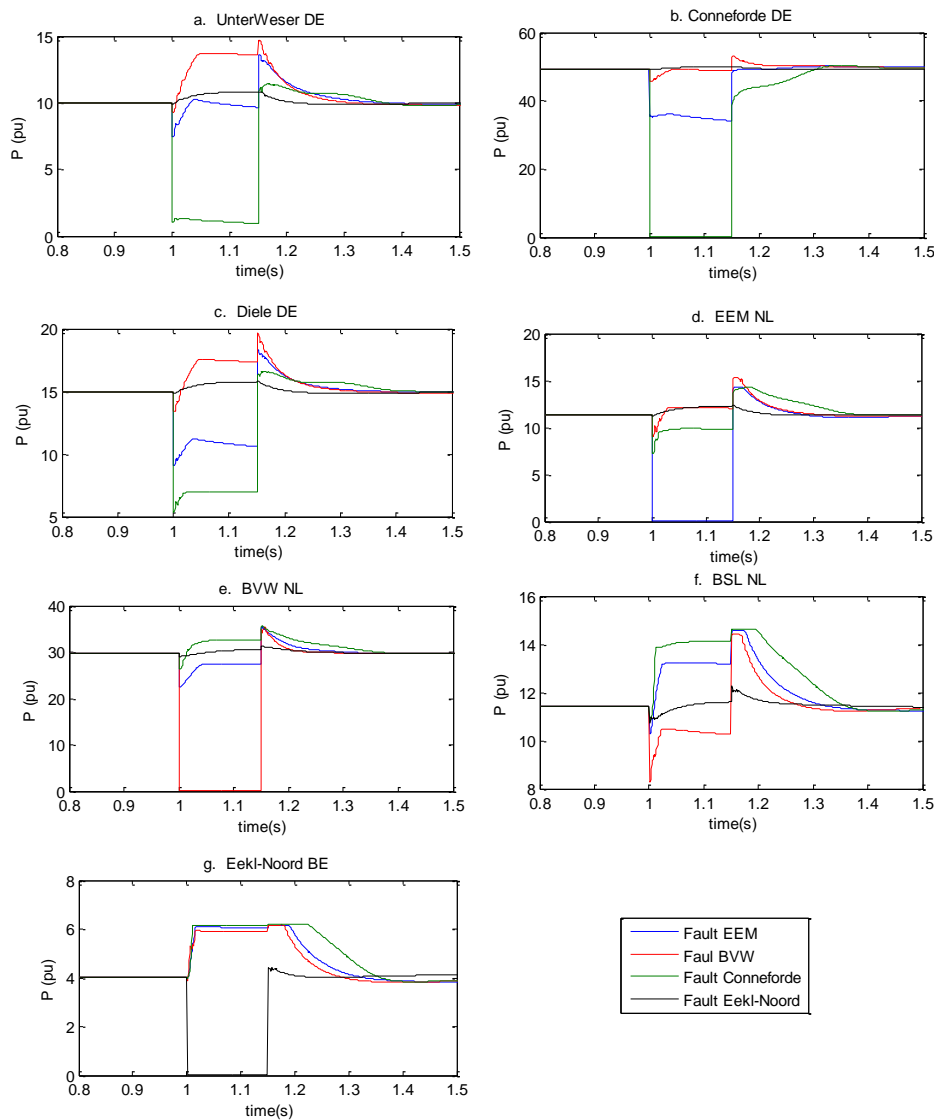 a. UnterWeser DE
15
10
5
0
P (pu)
0.8 0.9 1 1.1 1.2 1.3 1.4 1.5
time(s)
b. Conneforde DE
60
40
20
0
P (pu)
0.8 0.9 1 1.1 1.2 1.3 1.4 1.5
time(s)
c. Diele DE
20
15
10
5
P (pu)
0.8 0.9 1 1.1 1.2 1.3 1.4 1.5
time(s)
d. EEM NL
20
15
10
5
0
P (pu)
0.8 0.9 1 1.1 1.2 1.3 1.4 1.5
time(s)
e. BVW NL
40
30
20
10
0
P (pu)
0.8 0.9 1 1.1 1.2 1.3 1.4 1.5
time(s)
f. BSL NL
16
14
12
10
8
P (pu)
0.8 0.9 1 1.1 1.2 1.3 1.4 1.5
time(s)
g. Eekl-Noord BE
8
6
4
2
0
P (pu)
0.8 0.9 1 1.1 1.2 1.3 1.4 1.5
time(s)
Fault EEM
Faul BVW
Fault Conneforde
Fault Eekl-Noord